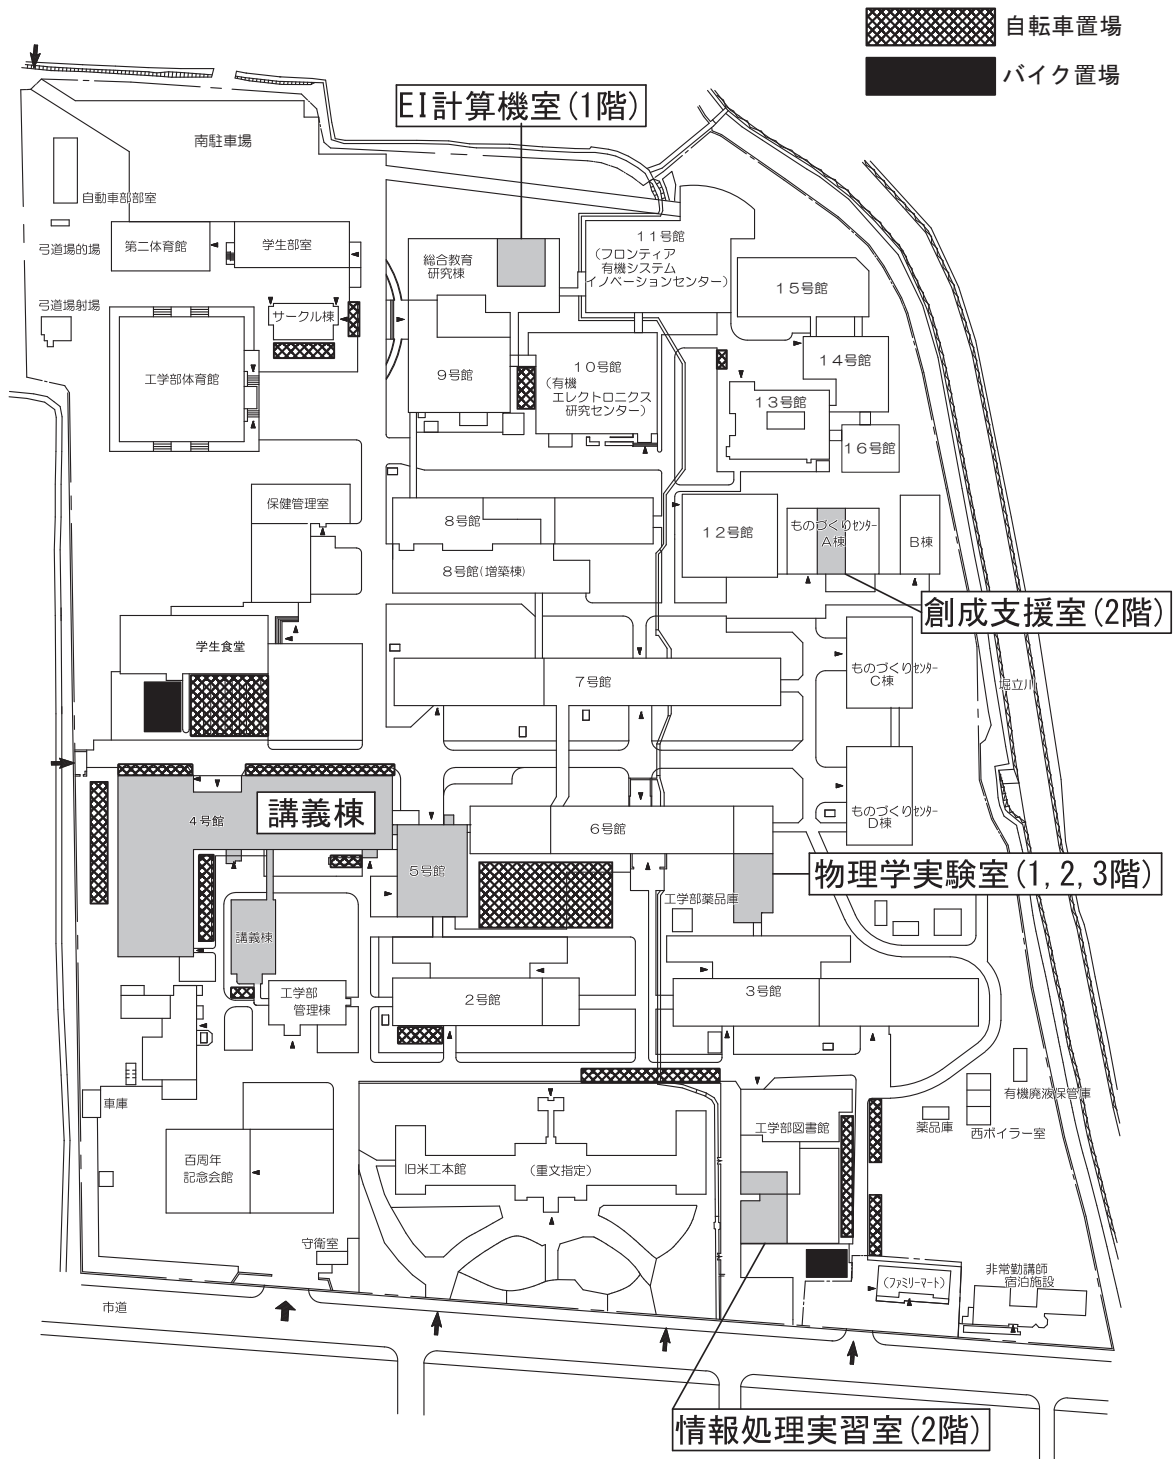 自転車置場
バイク置場
EI計算機室(1階)
南駐車場
自動車部部室
弓道場的場
第二体育館
学生部室
総合教育
研究棟
11号館
(フロンティア
有機システム
イノベーションセンター)
15号館
弓道場射場
サークル棟
14号館
工学部体育館
9号館
10号館
(有機
エレクトロニクス
研究センター)
13号館
16号館
保健管理室
8号館
12号館
ものづくりセンター
A棟
B棟
8号館(増築棟)
創成支援室(2階)
学生食堂
7号館
ものづくりセンター
C棟
堀立川
講義棟
4号館
6号館
ものづくりセンター
D棟
5号館
物理学実験室(1,2,3階)
工学部薬品庫
講義棟
工学部
管理棟
2号館
3号館
車庫
有機廃液保管庫
薬品庫
西ボイラー室
工学部図書館
百周年
記念会館
旧米工本館
(重文指定)
守衛室
市道
(ファミリーマート)
非常勤講師
宿泊施設
情報処理実習室(2階)